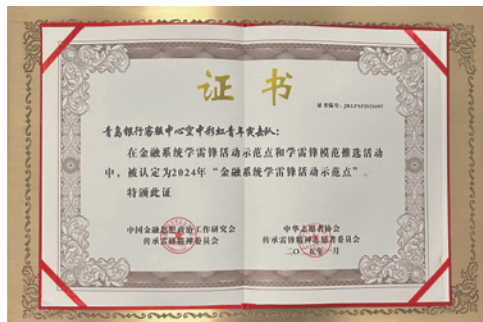 证书
青岛银行客服中心空中彩虹青年突击队：
在金融系统学雷锋活动示范点和学雷锋模范推选活动
中，被认定为2024年“金融系统学雷锋活动示范点”。
特颁此证
中国金融思想政治工作研究会
传承雷锋精神委员会
中华志愿者协会
传承雷锋精神志愿者委员会
二〇二五年一月